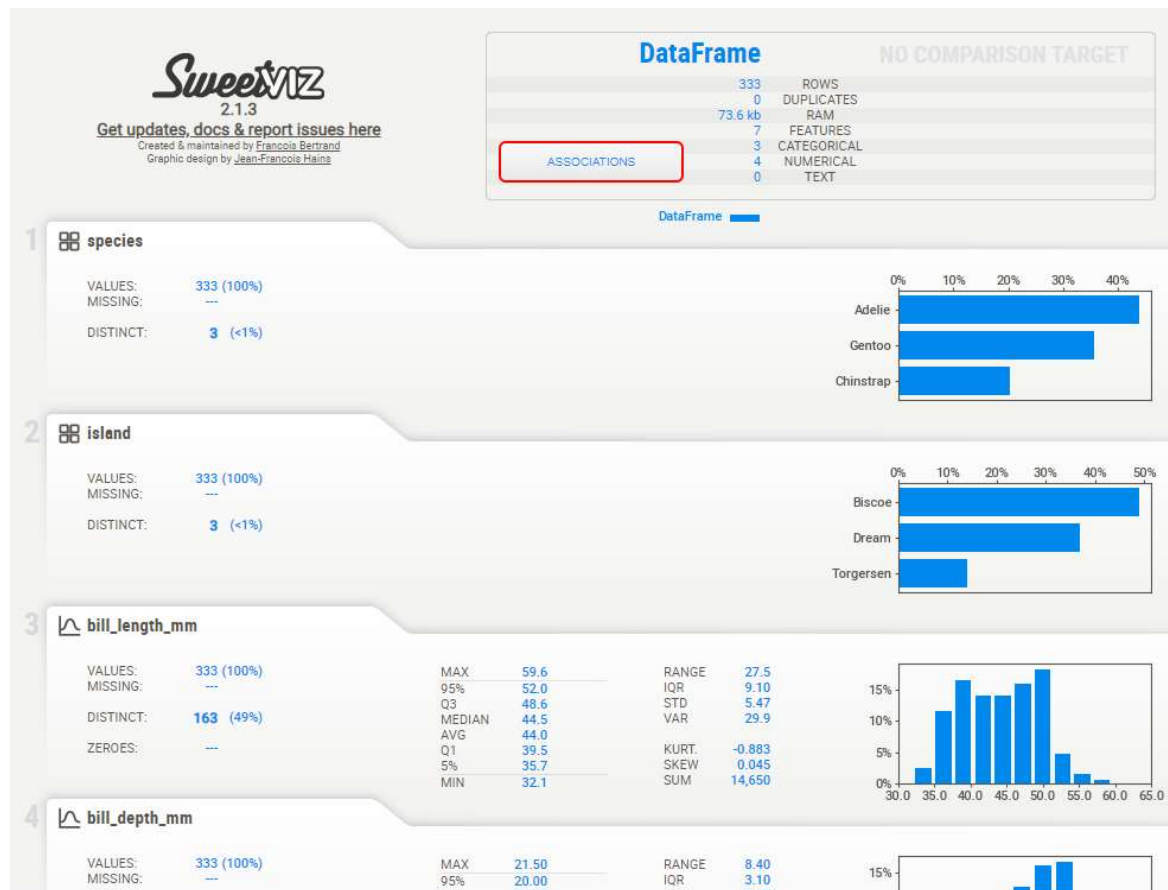 SweetVIZ
2.1.3
Get updates, docs & report issues here
Created & maintained by Francois Bertrand
Graphic design by Jean-Francois Hains
DataFrame
NO COMPARISON TARGET
333 ROWS
0 DUPLICATES
73.6 kb RAM
7 FEATURES
3 CATEGORICAL
ASSOCIATIONS
4 NUMERICAL
0 TEXT
DataFrame
1 species
VALUES: 333 (100%)
MISSING: ---
DISTINCT: 3 (<1%)
0% 10% 20% 30% 40%
Adelie
Gentoo
Chinstrap
2 island
VALUES: 333 (100%)
MISSING: ---
DISTINCT: 3 (<1%)
0% 10% 20% 30% 40% 50%
Biscoe
Dream
Torgersen
3 bill_length_mm
VALUES: 333 (100%)
MISSING: ---
DISTINCT: 163 (49%)
ZEROES: ---
MAX 59.6
95% 52.0
Q3 48.6
MEDIAN 44.5
AVG 44.0
Q1 39.5
5% 35.7
MIN 32.1
RANGE 27.5
IQR 9.10
STD 5.47
VAR 29.9
KURT. -0.883
SKEW 0.045
SUM 14,650
15%
10%
5%
0%
30.0 35.0 40.0 45.0 50.0 55.0 60.0 65.0
4 bill_depth_mm
VALUES: 333 (100%)
MISSING: ---
MAX 21.50
95% 20.00
RANGE 8.40
IQR 3.10
15%